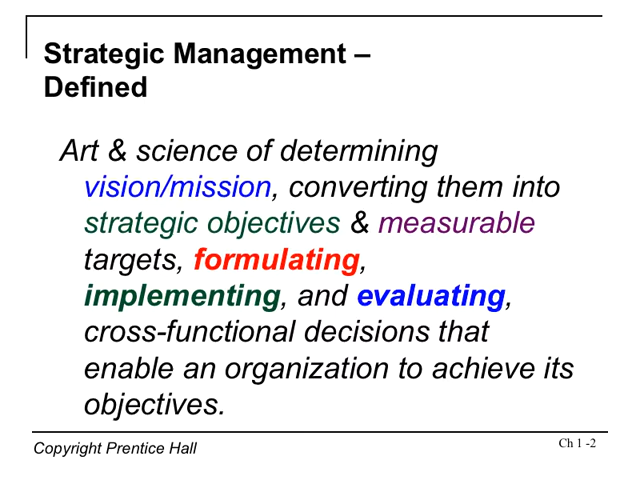 Strategic Management –
Defined
Art & science of determining
vision/mission, converting them into
strategic objectives & measurable
targets, formulating,
implementing, and evaluating,
cross-functional decisions that
enable an organization to achieve its
objectives.
Copyright Prentice Hall
Ch 1 -2